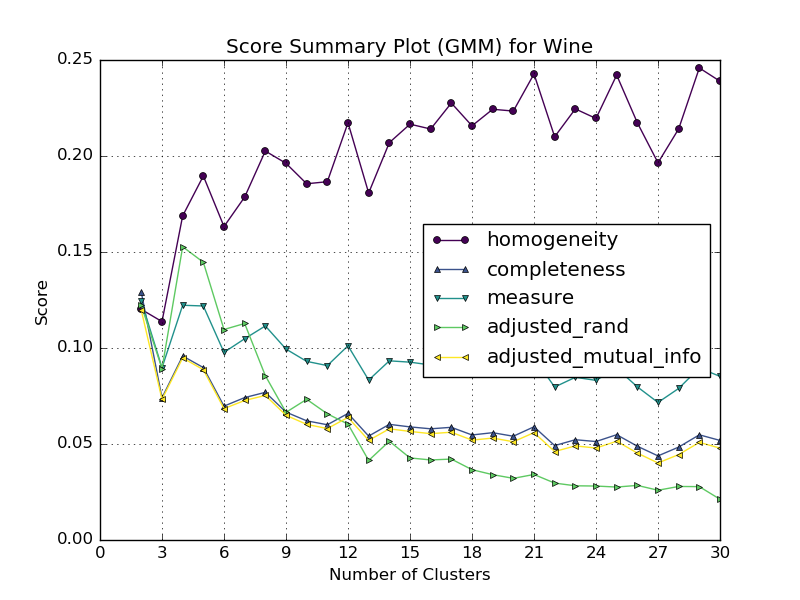 Score Summary Plot (GMM) for Wine
0.25
0.20
0.15
0.10
0.05
0.00
Score
homogeneity
completeness
measure
adjusted_rand
adjusted_mutual_info
0 3 6 9 12 15 18 21 24 27 30
Number of Clusters